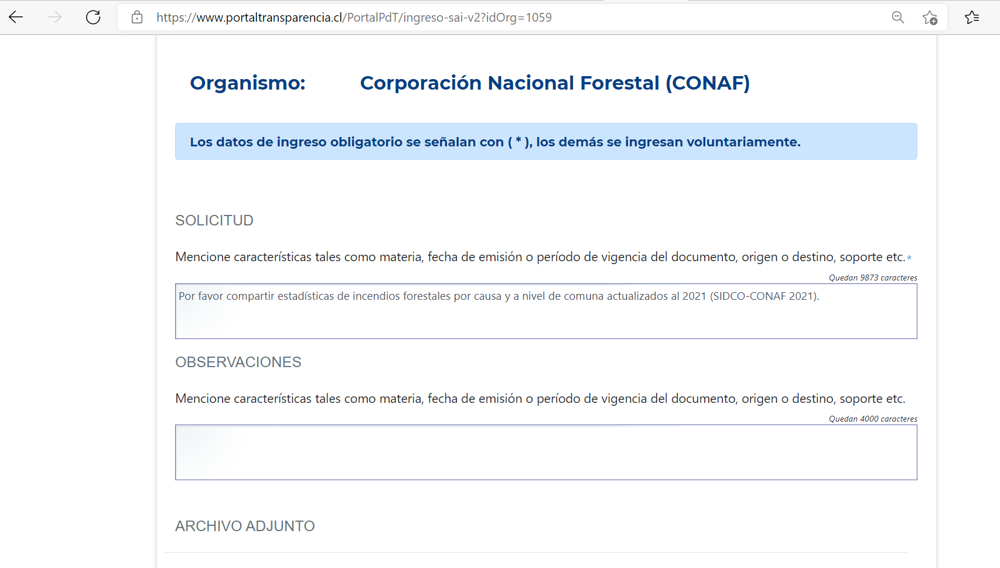 https://www.portaltransparencia.cl/PortalPdT/ingreso-sai-v2?idOrg=1059
Organismo: Corporación Nacional Forestal (CONAF)
Los datos de ingreso obligatorio se señalan con ( * ), los demás se ingresan voluntariamente.
SOLICITUD
Mencione características tales como materia, fecha de emisión o período de vigencia del documento, origen o destino, soporte etc.*
Quedan 9873 caracteres
Por favor compartir estadísticas de incendios forestales por causa y a nivel de comuna actualizados al 2021 (SIDCO-CONAF 2021).
OBSERVACIONES
Mencione características tales como materia, fecha de emisión o período de vigencia del documento, origen o destino, soporte etc.
Quedan 4000 caracteres
ARCHIVO ADJUNTO